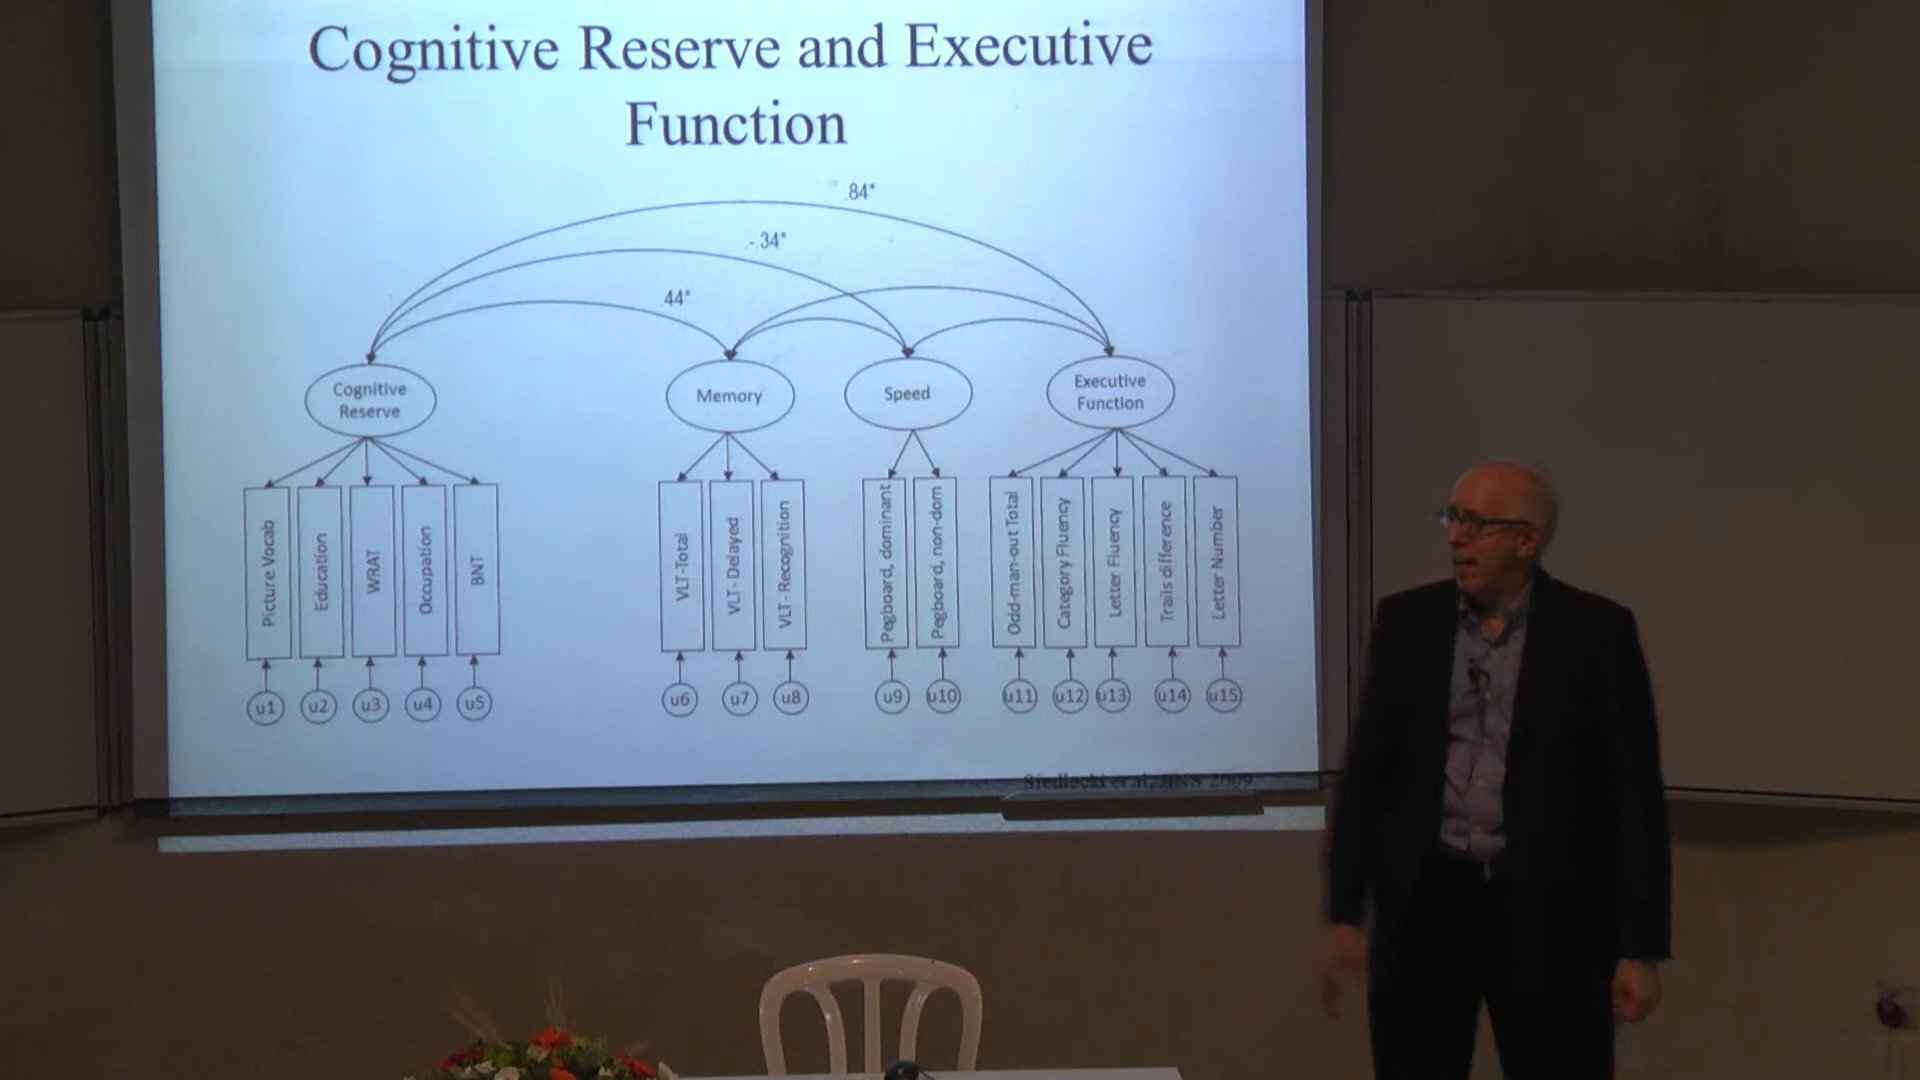 Cognitive Reserve and Executive
Function
.84*
-.34*
.44*
Cognitive
Reserve
Memory
Speed
Executive
Function
Picture Vocab
Education
WRAT
Occupation
BNT
VLT-Total
VLT - Delayed
VLT - Recognition
Pegboard, dominant
Pegboard, non-dom
Odd-man-out Total
Category Fluency
Letter Fluency
Trails difference
Letter Number
u1
u2
u3
u4
u5
u6
u7
u8
u9
u10
u11
u12
u13
u14
u15
Siedlecki et al, JINS 2009